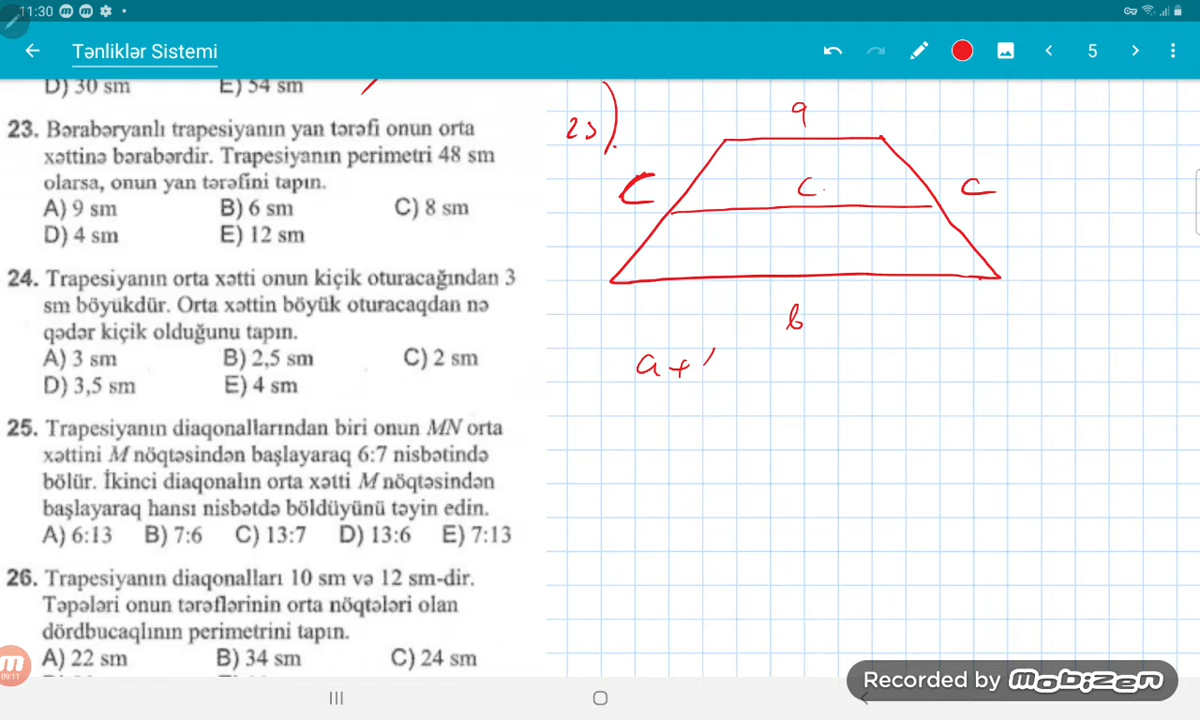 11:30
Tənliklər Sistemi
5
D) 30 sm E) 54 sm
23. Bərabəryanlı trapesiyanın yan tərəfi onun orta
xəttinə bərabərdir. Trapesiyanın perimetri 48 sm
olarsa, onun yan tərəfini tapın.
A) 9 sm B) 6 sm C) 8 sm
D) 4 sm E) 12 sm
24. Trapesiyanın orta xətti onun kiçik oturacağından 3
sm böyükdür. Orta xəttin böyük oturacaqdan nə
qədər kiçik olduğunu tapın.
A) 3 sm B) 2,5 sm C) 2 sm
D) 3,5 sm E) 4 sm
25. Trapesiyanın diaqonallarından biri onun MN orta
xəttini M nöqtəsindən başlayaraq 6:7 nisbətində
bölür. İkinci diaqonalın orta xətti M nöqtəsindən
başlayaraq hansı nisbətdə böldüyünü təyin edin.
A) 6:13 B) 7:6 C) 13:7 D) 13:6 E) 7:13
26. Trapesiyanın diaqonalları 10 sm və 12 sm-dir.
Təpələri onun tərəflərinin orta nöqtələri olan
dördbucaqlının perimetrini tapın.
A) 22 sm B) 34 sm C) 24 sm
23)
a
C C C
b
a +
09:11
Recorded by mobizen